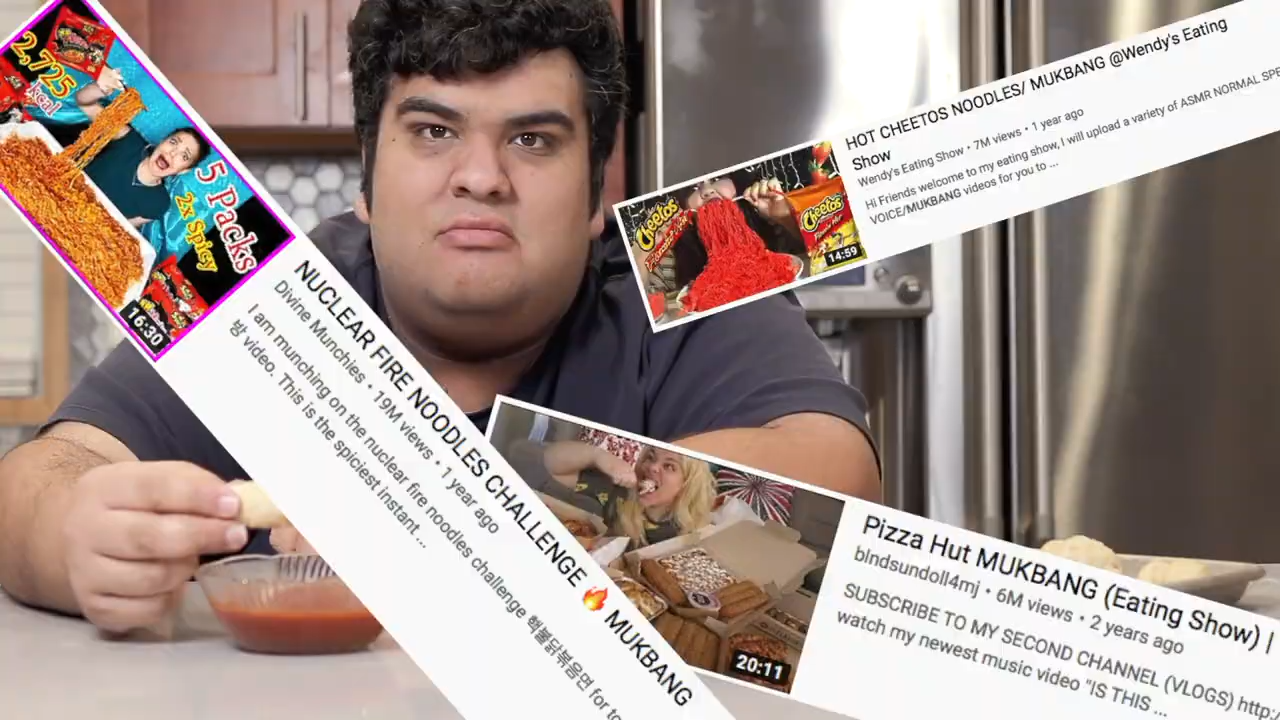 2,725
kcal
5 Packs
2x Spicy
16:30
NUCLEAR FIRE NOODLES CHALLENGE 🔥 MUKBANG
Divine Munchies • 19M views • 1 year ago
I am munching on the nuclear fire noodles challenge 핵불닭볶음면 for to
방 video. This is the spiciest instant ...
Cheetos
Cheetos
14:59
HOT CHEETOS NOODLES/ MUKBANG @Wendy's Eating
Show
Wendy's Eating Show • 7M views • 1 year ago
Hi Friends welcome to my eating show, I will upload a variety of ASMR NORMAL SPE
VOICE/MUKBANG videos for you to ...
20:11
Pizza Hut MUKBANG (Eating Show) |
blndsundoll4mj • 6M views • 2 years ago
SUBSCRIBE TO MY SECOND CHANNEL (VLOGS) http:
watch my newest music video "IS THIS ...